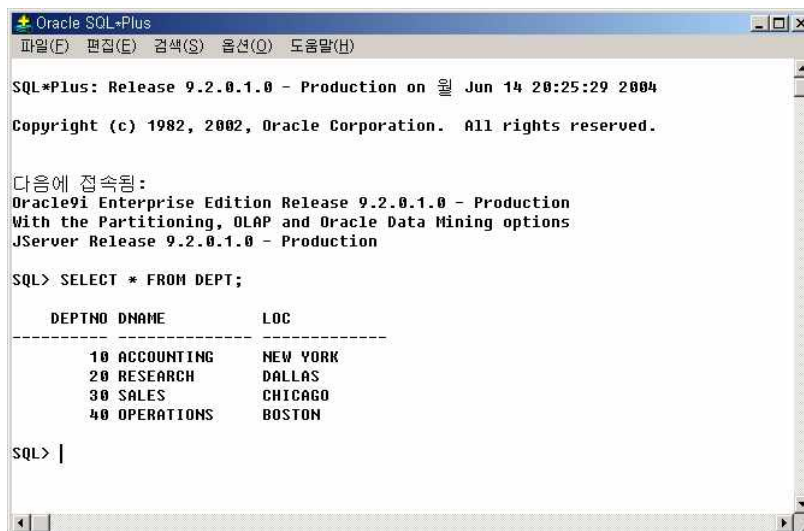 Oracle SQL*Plus
파일(F) 편집(E) 검색(S) 옵션(O) 도움말(H)
SQL*Plus: Release 9.2.0.1.0 - Production on 월 Jun 14 20:25:29 2004
Copyright (c) 1982, 2002, Oracle Corporation.  All rights reserved.
다음에 접속됨:
Oracle9i Enterprise Edition Release 9.2.0.1.0 - Production
With the Partitioning, OLAP and Oracle Data Mining options
JServer Release 9.2.0.1.0 - Production
SQL> SELECT * FROM DEPT;
    DEPTNO DNAME          LOC
---------- -------------- -------------
        10 ACCOUNTING     NEW YORK
        20 RESEARCH       DALLAS
        30 SALES          CHICAGO
        40 OPERATIONS     BOSTON
SQL>